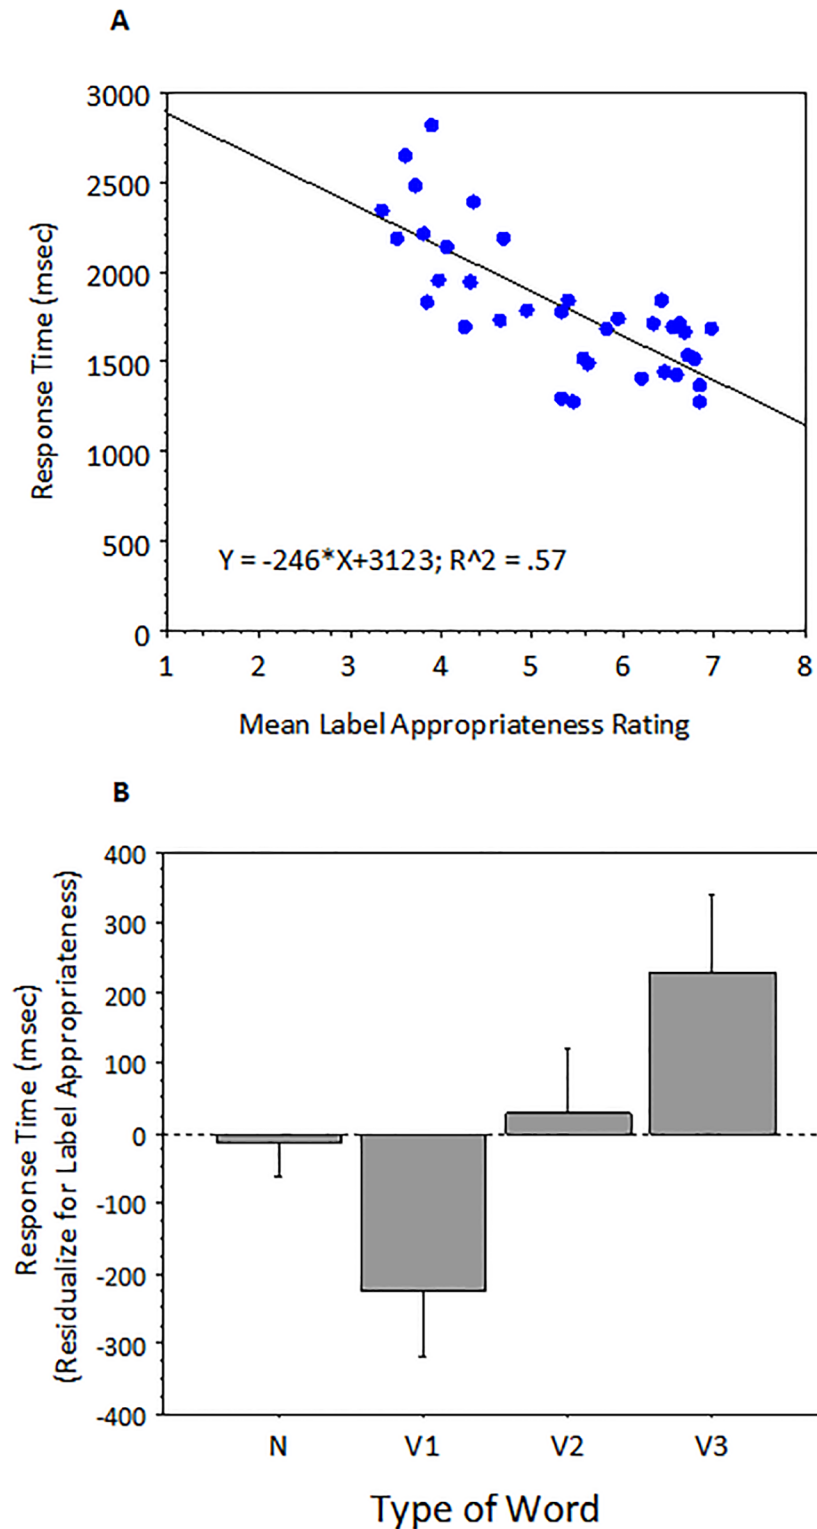 A
3000
2500
2000
1500
1000
500
0
Response Time (msec)
Y = -246*X+3123; R^2 = .57
1 2 3 4 5 6 7 8
Mean Label Appropriateness Rating
B
400
300
200
100
0
-100
-200
-300
-400
Response Time (msec)
(Residualize for Label Appropriateness)
N V1 V2 V3
Type of Word